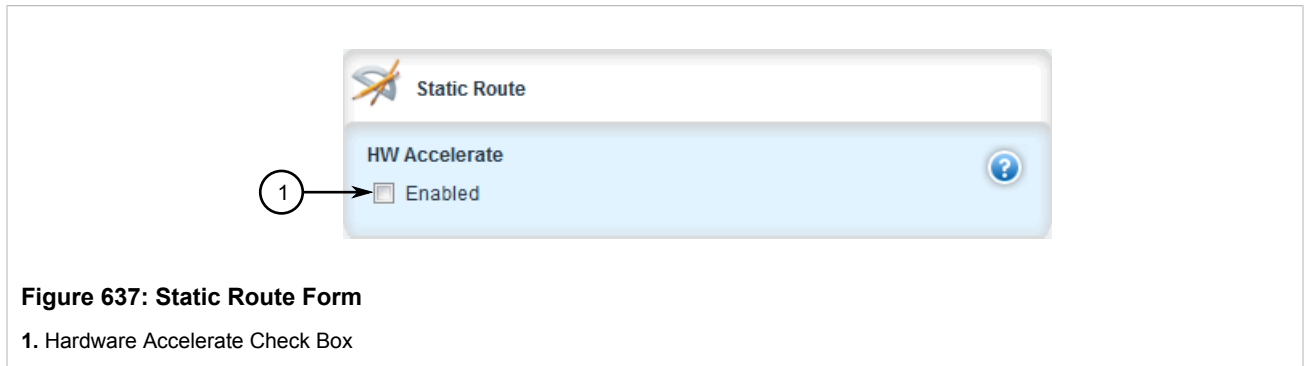 Static Route
HW Accelerate
?
1
Enabled
Figure 637: Static Route Form
1. Hardware Accelerate Check Box